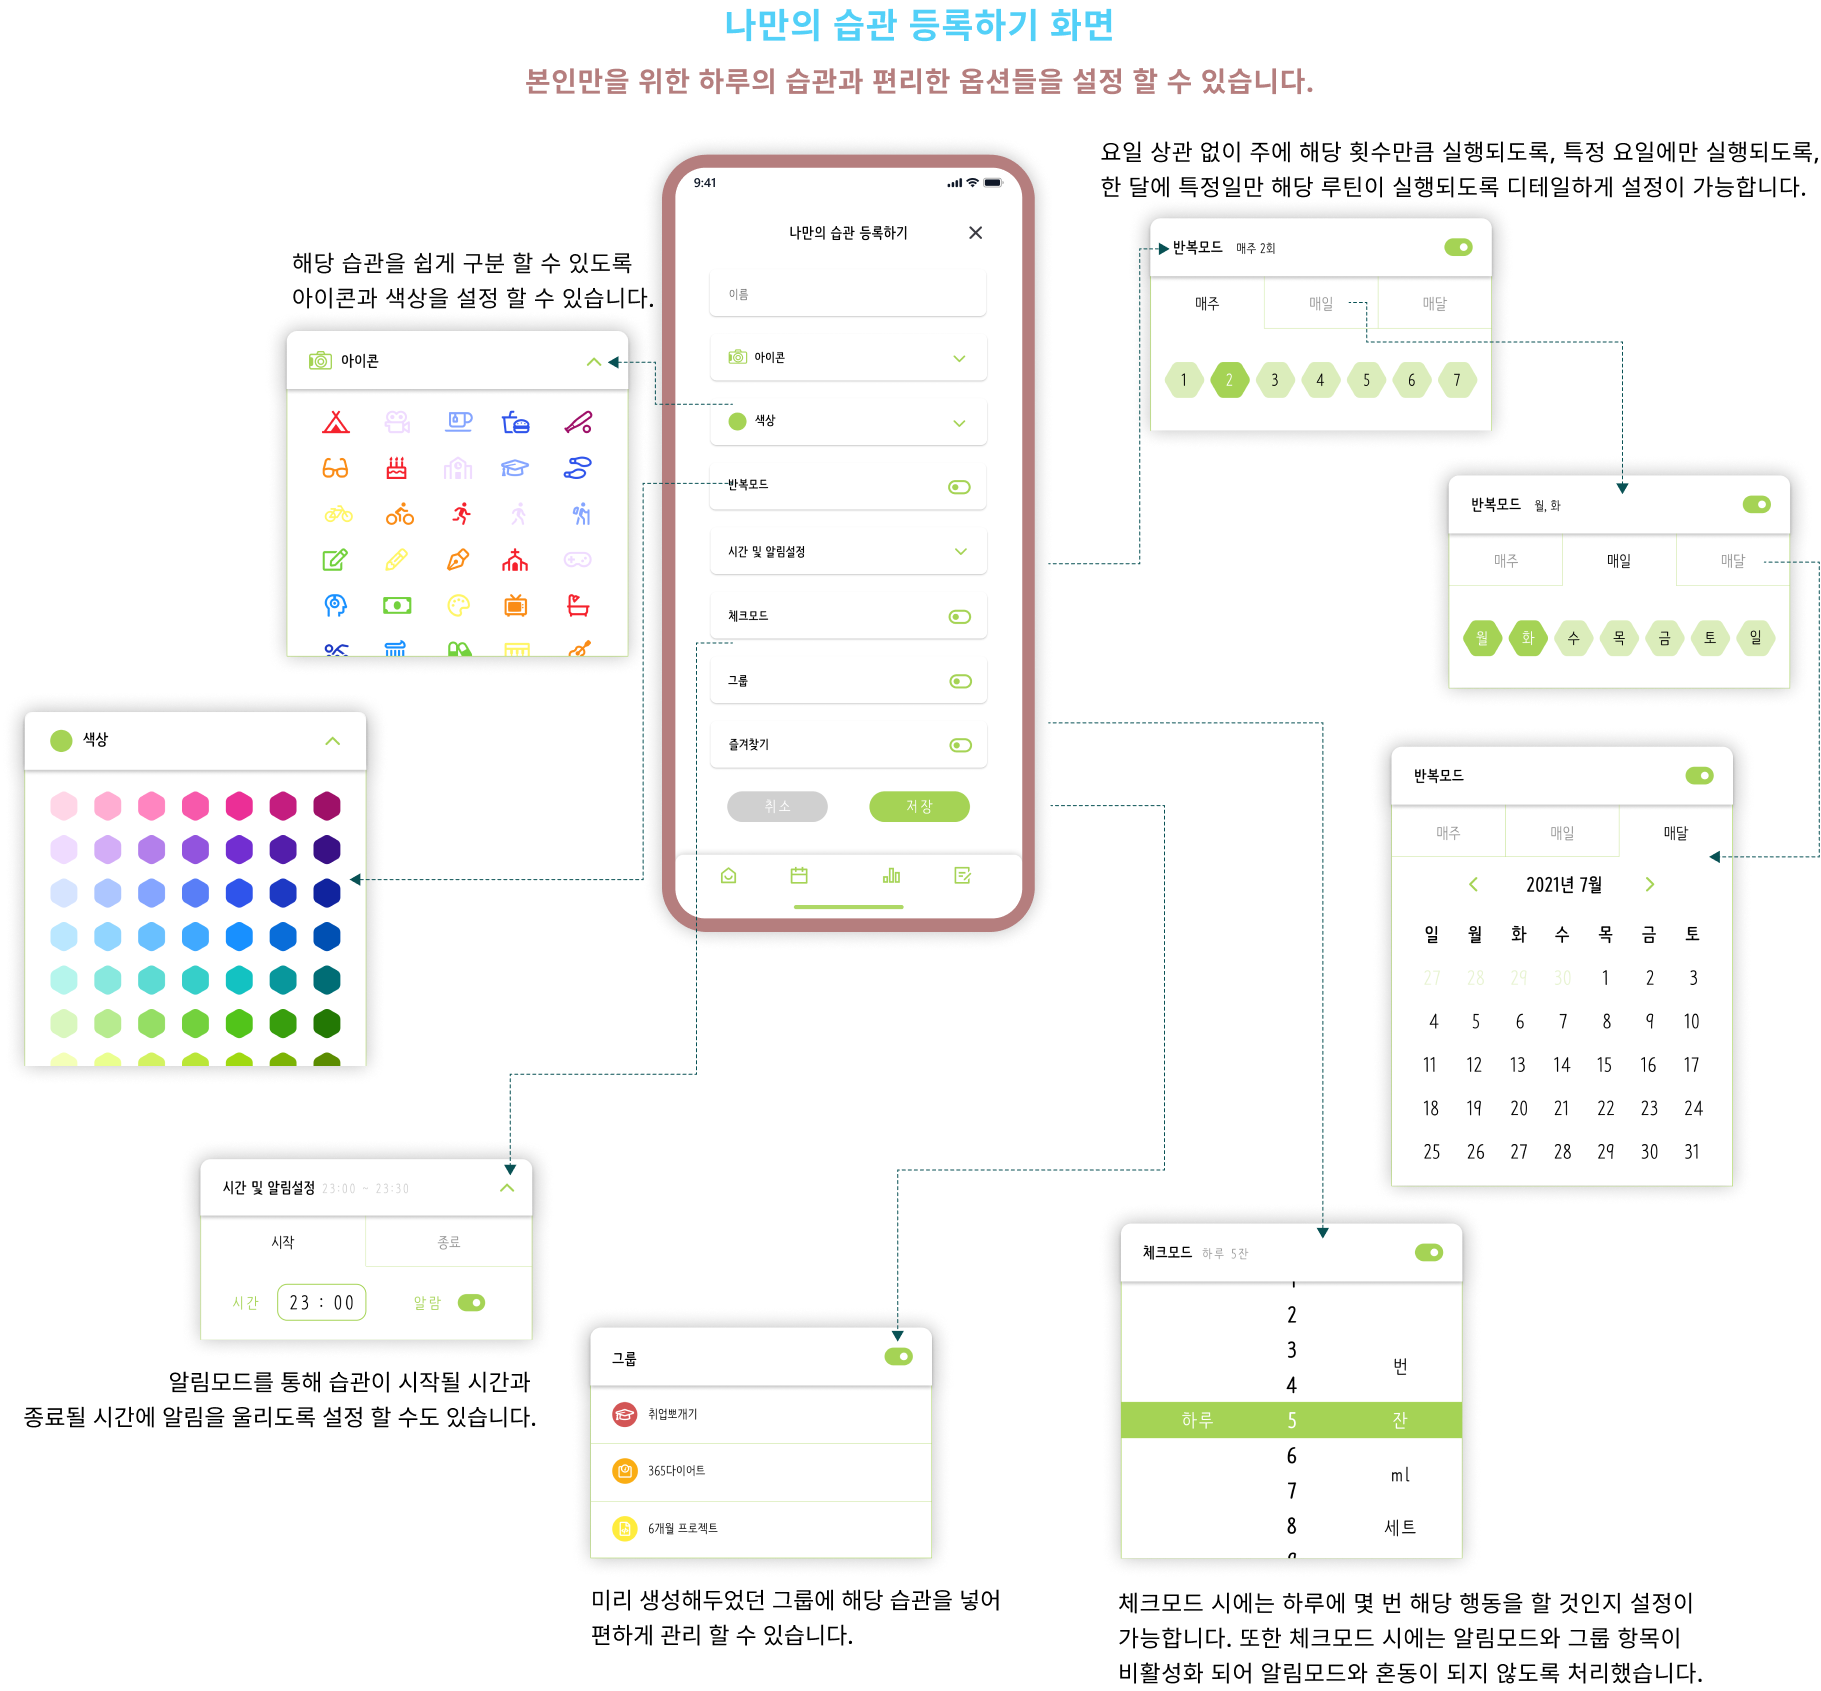 나만의 습관 등록하기 화면
본인만을 위한 하루의 습관과 편리한 옵션들을 설정 할 수 있습니다.
요일 상관 없이 주에 해당 횟수만큼 실행되도록, 특정 요일에만 실행되도록,
한 달에 특정일만 해당 루틴이 실행되도록 디테일하게 설정이 가능합니다.
해당 습관을 쉽게 구분 할 수 있도록
아이콘과 색상을 설정 할 수 있습니다.
아이콘
색상
9:41
나만의 습관 등록하기
이름
아이콘
색상
반복모드
시간 및 알림설정
체크모드
그룹
즐겨찾기
취소 저장
반복모드 매주 2회
매주 매일 매달
1 2 3 4 5 6 7
반복모드 월, 화
매주 매일 매달
월 화 수 목 금 토 일
반복모드
매주 매일 매달
2021년 7월
일 월 화 수 목 금 토
27 28 29 30 1 2 3
4 5 6 7 8 9 10
11 12 13 14 15 16 17
18 19 20 21 22 23 24
25 26 27 28 29 30 31
시간 및 알림설정 23:00 ~ 23:30
시작 종료
시간 23 : 00 알람
알림모드를 통해 습관이 시작될 시간과
종료될 시간에 알림을 울리도록 설정 할 수도 있습니다.
그룹
취업뽀개기
365다이어트
6개월 프로젝트
미리 생성해두었던 그룹에 해당 습관을 넣어
편하게 관리 할 수 있습니다.
체크모드 하루 5잔
2
3
번
4
하루 5 잔
6
ml
7
8 세트
체크모드 시에는 하루에 몇 번 해당 행동을 할 것인지 설정이
가능합니다. 또한 체크모드 시에는 알림모드와 그룹 항목이
비활성화 되어 알림모드와 혼동이 되지 않도록 처리했습니다.